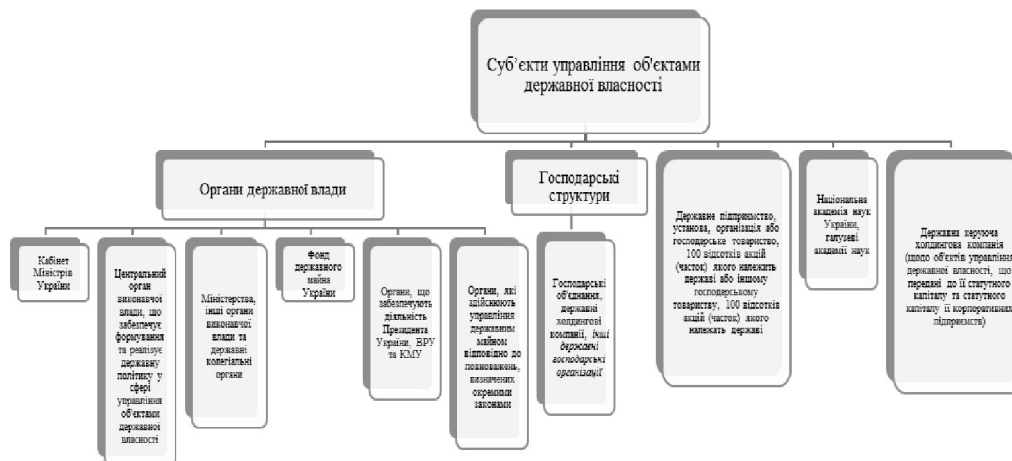 Суб’єкти управління об'єктами
державної власності
Органи державної влади
Господарські
структури
Державне підприємство,
установа, організація або
господарське товариство,
100 відсотків акцій
(часток) якого належить
державі або іншому
господарському
товариству, 100 відсотків
акцій (часток) якого
належать державі
Національна
академія наук
України,
галузеві
академії наук
Державна керуюча
холдингова компанія
(щодо об'єктів управління
державної власності, що
передані до її статутного
капіталу та статутного
капіталу її корпоративних
підприємств)
Кабінет
Міністрів
України
Центральний
орган
виконавчої
влади, що
забезпечує
формування
та реалізує
державну
політику у
сфері
управління
об'єктами
державної
власності
Міністерства,
інші органи
виконавчої
влади та
державні
колегіальні
органи
Фонд
державного
майна
України
Органи, що
забезпечують
діяльність
Президента
України, ВРУ
та КМУ
Органи, які
здійснюють
управління
державним
майном
відповідно до
повноважень,
визначених
окремими
законами
Господарські
об'єднання,
державні
холдингові
компанії, інші
державні
господарські
організації